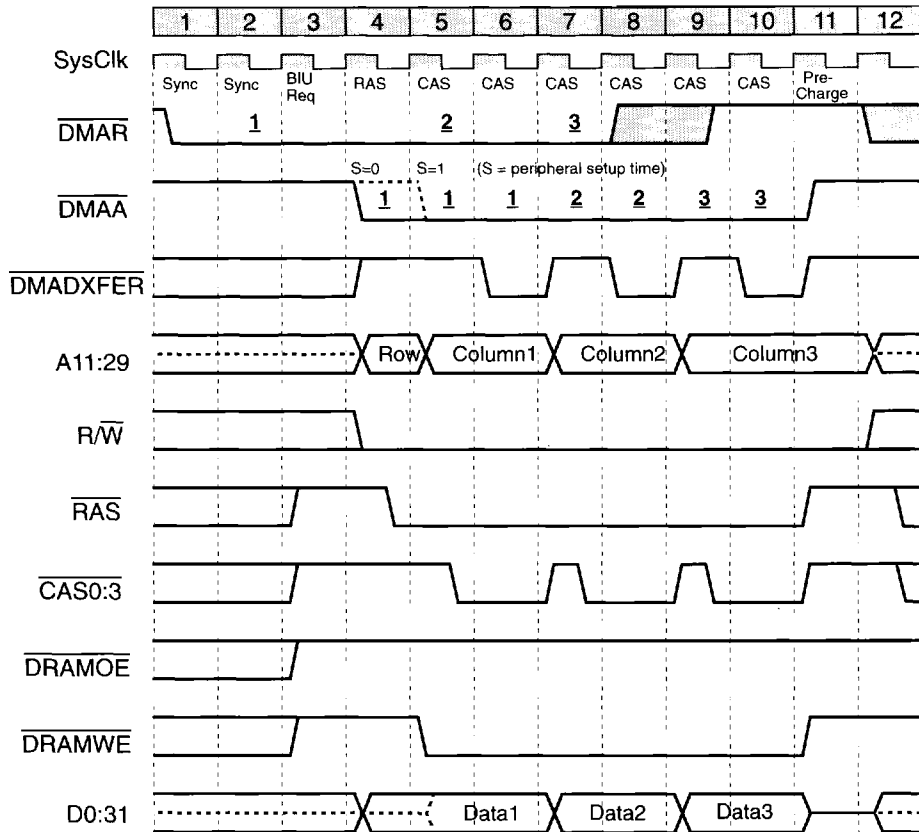 1 2 3 4 5 6 7 8 9 10 11 12
SysClk
Sync Sync BIU Req RAS CAS CAS CAS CAS CAS CAS Pre-Charge
DMAR 1 2 3
S=0 S=1 (S = peripheral setup time)
DMAA 1 1 1 2 2 3 3
DMADXFER
A11:29 Row Column1 Column2 Column3
R/W
RAS
CAS0:3
DRAMOE
DRAMWE
D0:31 Data1 Data2 Data3